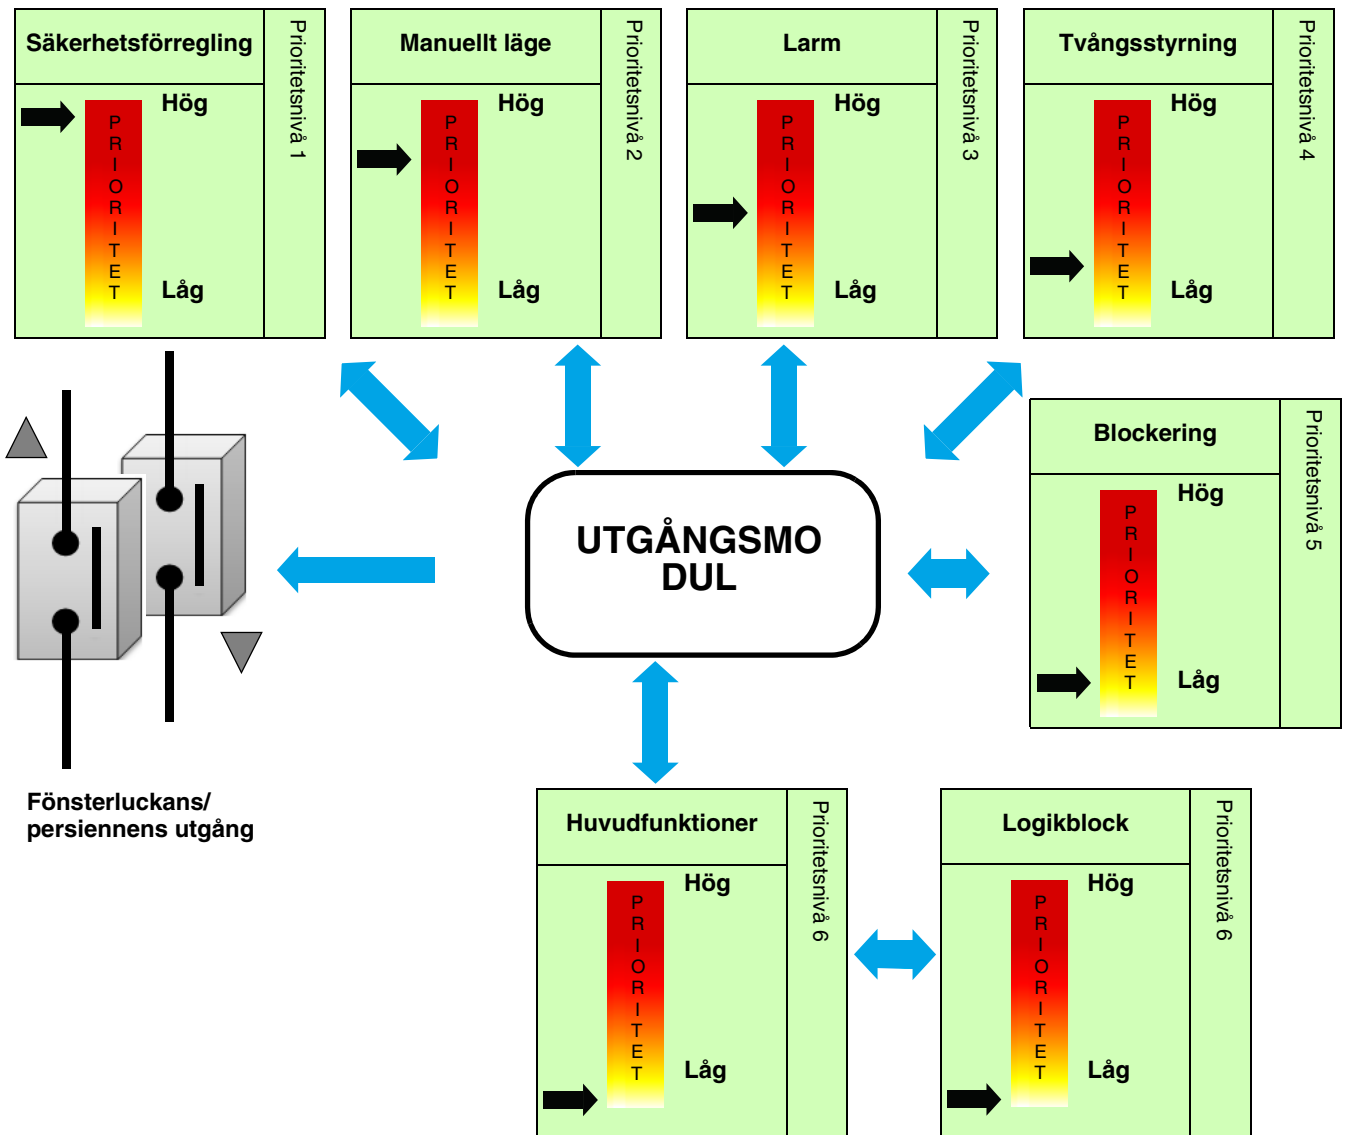 Säkerhetsförregling
Prioritetsnivå 1
Hög
PRIORITET
Låg
Manuellt läge
Prioritetsnivå 2
Hög
PRIORITET
Låg
Larm
Prioritetsnivå 3
Hög
PRIORITET
Låg
Tvångsstyrning
Prioritetsnivå 4
Hög
PRIORITET
Låg
Blockering
Prioritetsnivå 5
Hög
PRIORITET
Låg
UTGÅNGSMO
DUL
Fönsterluckans/
persiennens utgång
Huvudfunktioner
Prioritetsnivå 6
Hög
PRIORITET
Låg
Logikblock
Prioritetsnivå 6
Hög
PRIORITET
Låg